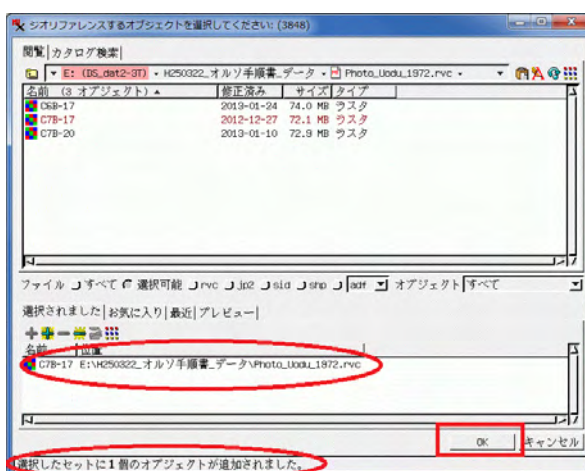 ジオリファレンスするオブジェクトを選択してください: (3848)
閲覧 カタログ検索
E: (DS_dat2-3T) H250322_オルソ手順書_データ Photo_Uodu_1972.rvc
名前 (3 オブジェクト) 修正済み サイズ タイプ
C6B-17 2013-01-24 74.0 MB ラスタ
C7B-17 2012-12-27 72.1 MB ラスタ
C7B-20 2013-01-10 72.9 MB ラスタ
ファイル すべて 選択可能 rvc jp2 sid shp adf オブジェクト すべて
選択されました お気に入り 最近 プレビュー
名前 位置
C7B-17 E:\H250322_オルソ手順書_データ\Photo_Uodu_1972.rvc
OK キャンセル
選択したセットに1個のオブジェクトが追加されました。